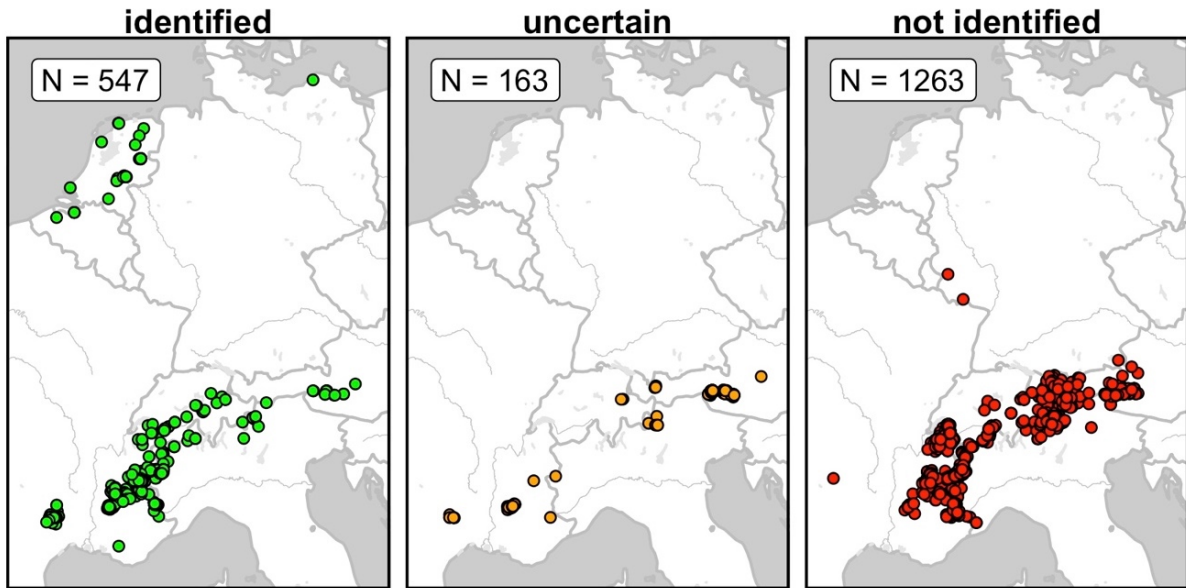 identified
uncertain
not identified
N = 547
N = 163
N = 1263